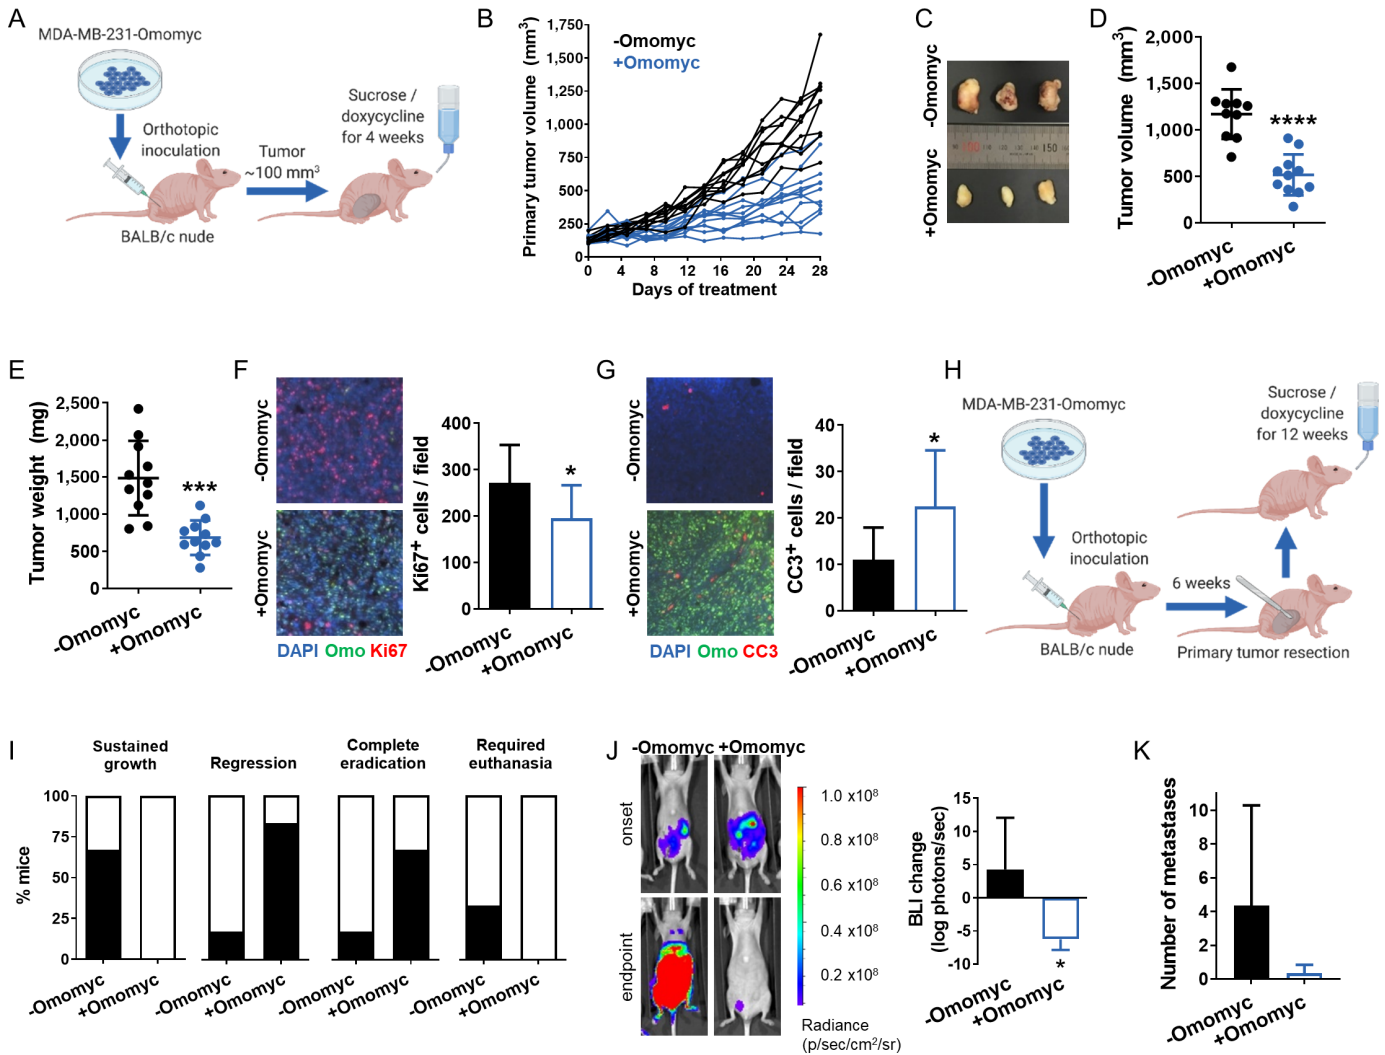 A
MDA-MB-231-Omomyc
Orthotopic
inoculation
BALB/c nude
Tumor
~100 mm³
Sucrose /
doxycycline
for 4 weeks
B
Primary tumor volume (mm³)
1,750
1,500
1,250
1,000
750
500
250
0
-Omomyc
+Omomyc
0 4 8 12 16 20 24 28
Days of treatment
C
-Omomyc
+Omomyc
150
D
Tumor volume (mm³)
2,000
1,500
1,000
500
0
****
-Omomyc
+Omomyc
E
Tumor weight (mg)
2,500
2,000
1,500
1,000
500
0
***
-Omomyc
+Omomyc
F
-Omomyc
+Omomyc
DAPI Omo Ki67
Ki67⁺ cells / field
400
300
200
100
0
*
-Omomyc
+Omomyc
G
-Omomyc
+Omomyc
DAPI Omo CC3
CC3⁺ cells / field
40
30
20
10
0
*
-Omomyc
+Omomyc
H
MDA-MB-231-Omomyc
Orthotopic
inoculation
BALB/c nude
6 weeks
Primary tumor resection
Sucrose /
doxycycline
for 12 weeks
I
% mice
100
75
50
25
0
Sustained
growth
-Omomyc
+Omomyc
Regression
-Omomyc
+Omomyc
Complete
eradication
-Omomyc
+Omomyc
Required
euthanasia
-Omomyc
+Omomyc
J
-Omomyc +Omomyc
onset
endpoint
1.0 x10⁸
0.8 x10⁸
0.6 x10⁸
0.4 x10⁸
0.2 x10⁸
Radiance
(p/sec/cm²/sr)
BLI change
(log photons/sec)
15
10
5
0
-5
-10
*
-Omomyc
+Omomyc
K
Number of metastases
10
8
6
4
2
0
-Omomyc
+Omomyc